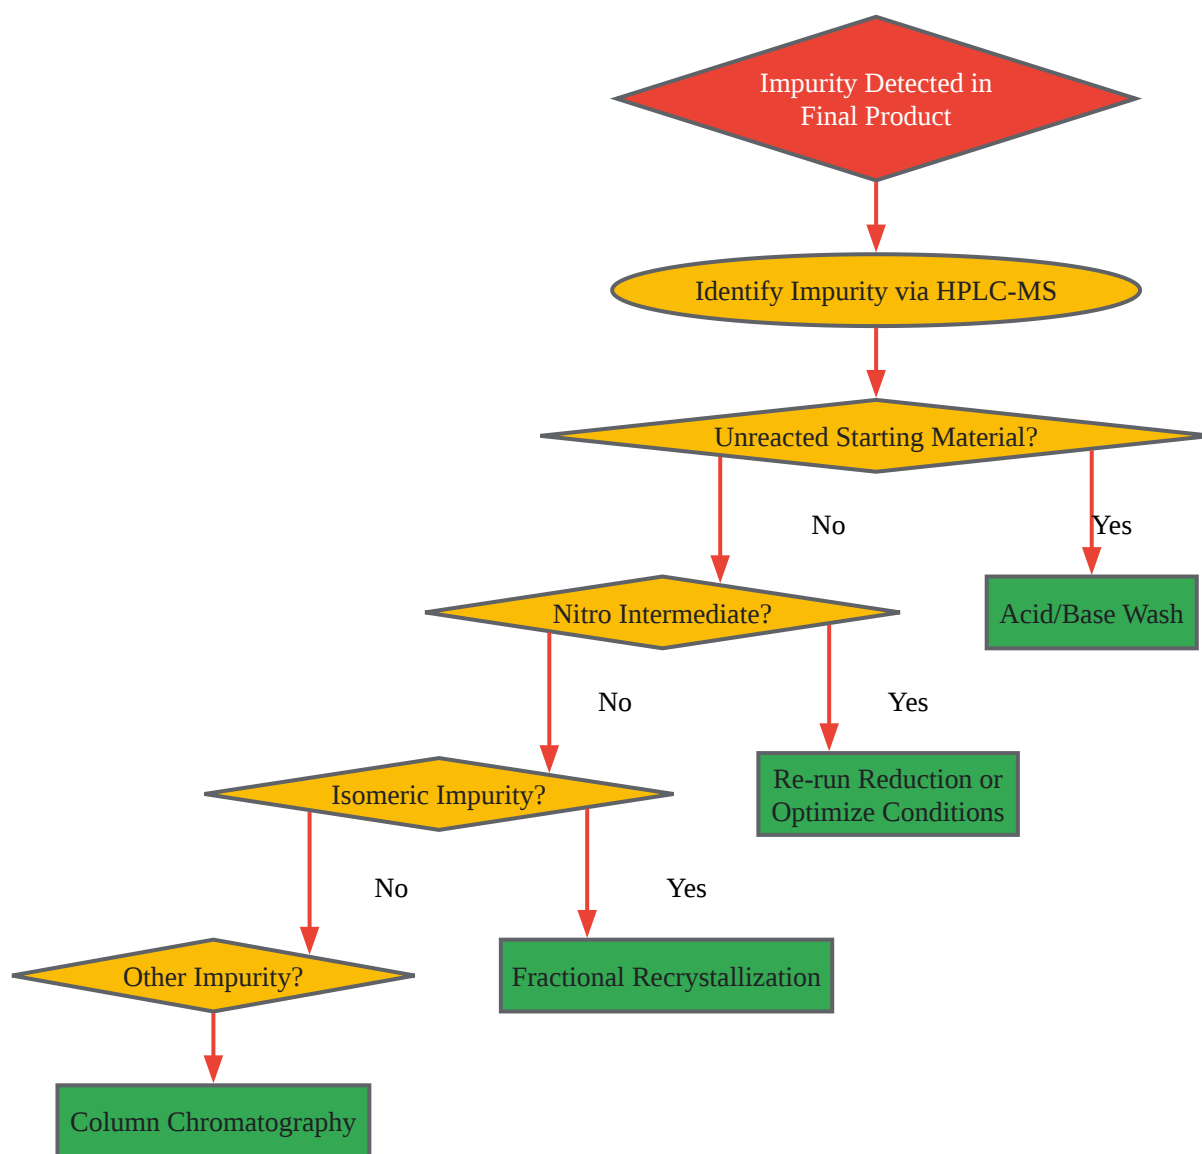 Impurity Detected in
Final Product
Identify Impurity via HPLC-MS
Unreacted Starting Material?
No
Yes
Nitro Intermediate?
Acid/Base Wash
No
Yes
Isomeric Impurity?
Re-run Reduction or
Optimize Conditions
No
Yes
Other Impurity?
Fractional Recrystallization
Column Chromatography